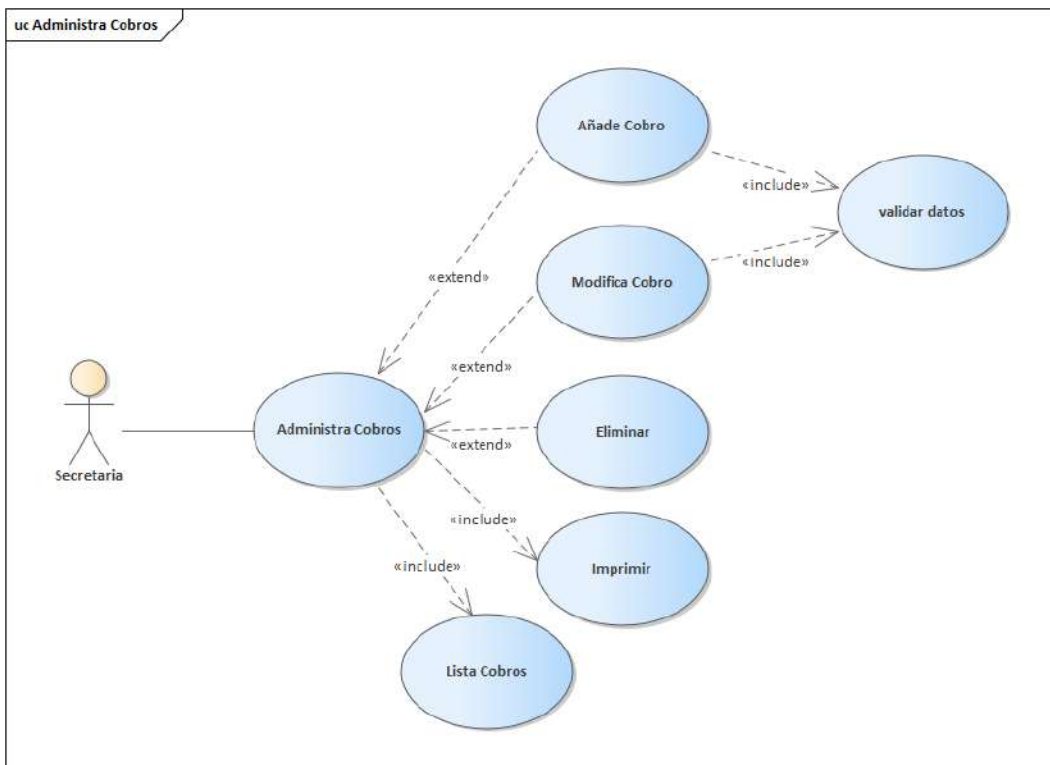 uc Administra Cobros
Añade Cobro
«include»
validar datos
«extend»
Modifica Cobro
«include»
«extend»
Administra Cobros
«extend»
Eliminar
Secretaria
«include»
Imprimir
«include»
Lista Cobros